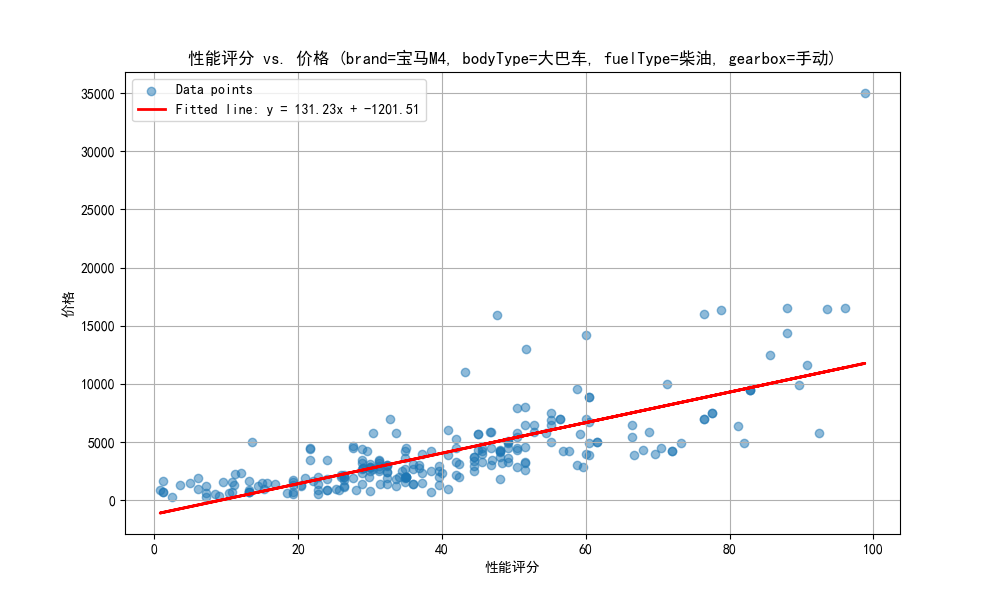 性能评分 vs. 价格 (brand=宝马M4, bodyType=大巴车, fuelType=柴油, gearbox=手动)
Data points
Fitted line: y = 131.23x + -1201.51
35000
30000
25000
20000
15000
10000
5000
0
价格
0 20 40 60 80 100
性能评分